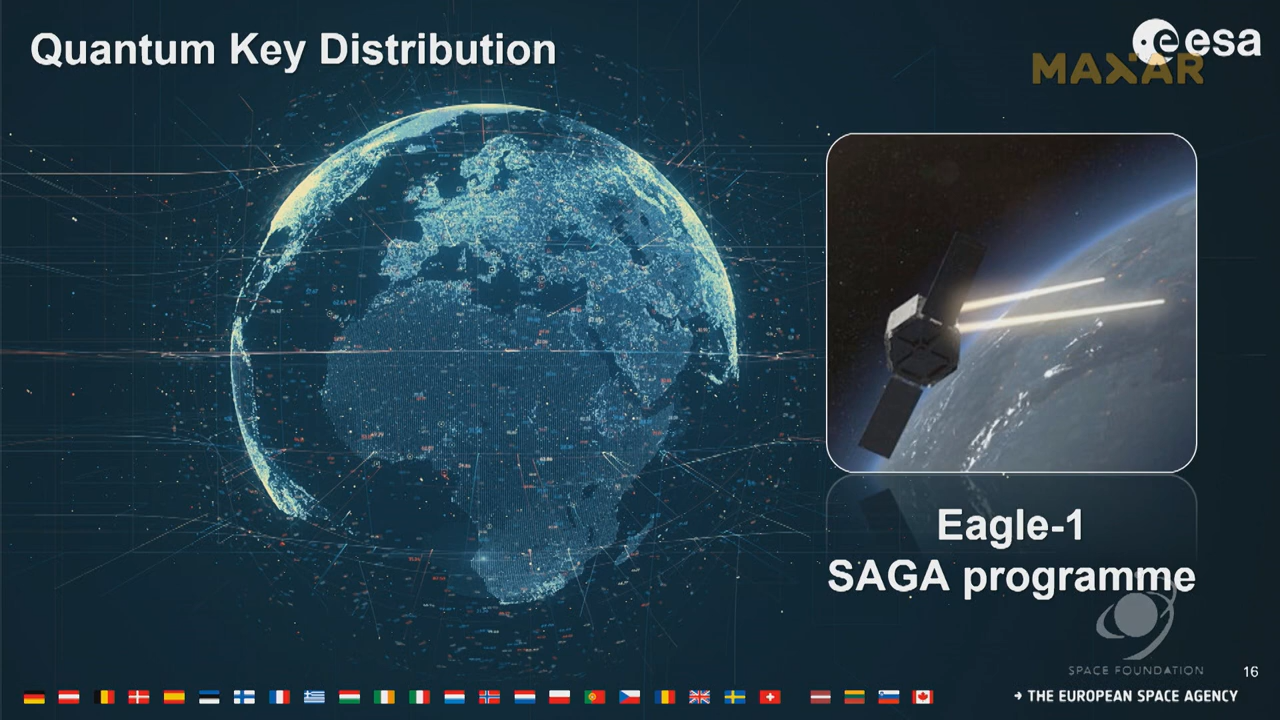 Quantum Key Distribution
esa
MAXAR
Eagle-1
SAGA programme
SPACE FOUNDATION
16
→ THE EUROPEAN SPACE AGENCY